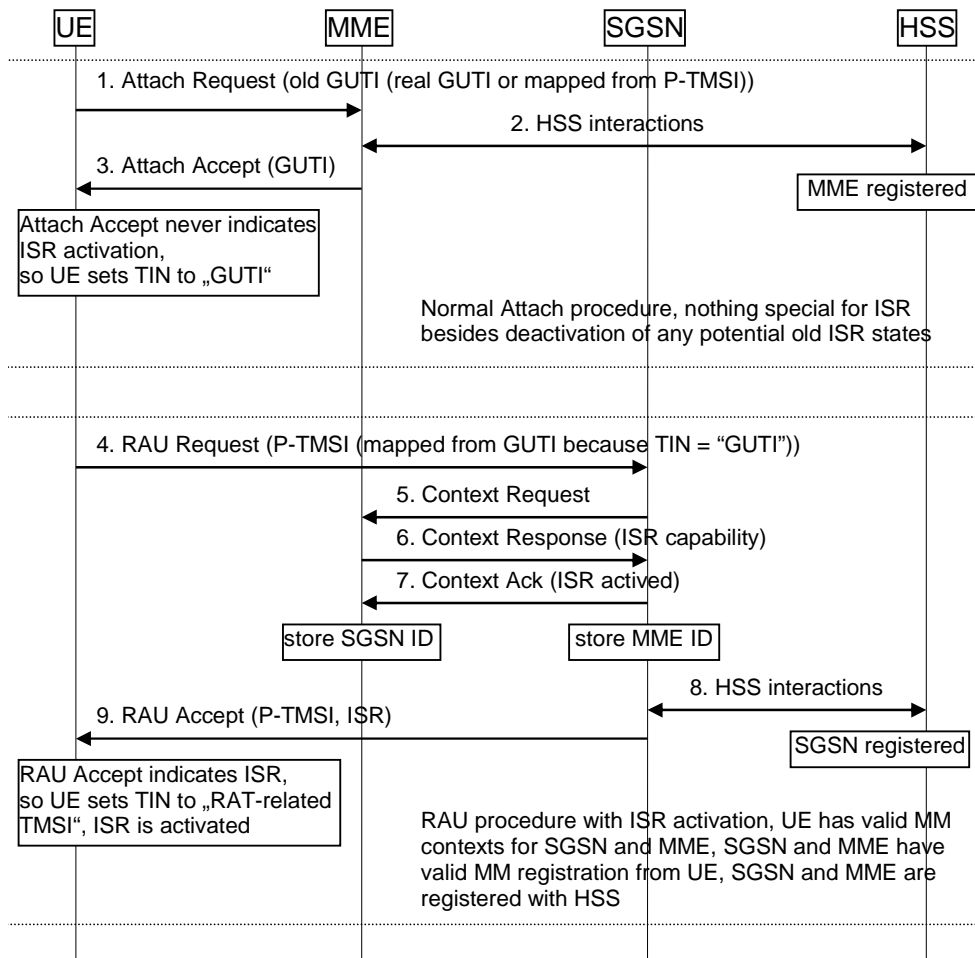 UE MME SGSN HSS
1. Attach Request (old GUTI (real GUTI or mapped from P-TMSI))
2. HSS interactions
3. Attach Accept (GUTI)
MME registered
Attach Accept never indicates
ISR activation,
so UE sets TIN to „GUTI“
Normal Attach procedure, nothing special for ISR
besides deactivation of any potential old ISR states
4. RAU Request (P-TMSI (mapped from GUTI because TIN = “GUTI”))
5. Context Request
6. Context Response (ISR capability)
7. Context Ack (ISR actived)
store SGSN ID
store MME ID
8. HSS interactions
9. RAU Accept (P-TMSI, ISR)
SGSN registered
RAU Accept indicates ISR,
so UE sets TIN to „RAT-related
TMSI“, ISR is activated
RAU procedure with ISR activation, UE has valid MM
contexts for SGSN and MME, SGSN and MME have
valid MM registration from UE, SGSN and MME are
registered with HSS